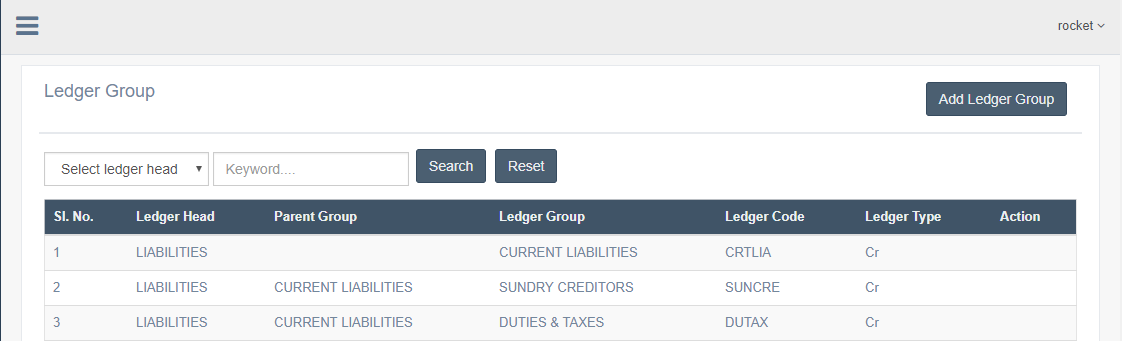 rocket
Ledger Group
Add Ledger Group
Select ledger head Keyword.... Search Reset
Sl. No. Ledger Head Parent Group Ledger Group Ledger Code Ledger Type Action
1 LIABILITIES CURRENT LIABILITIES CRTLIA Cr
2 LIABILITIES CURRENT LIABILITIES SUNDRY CREDITORS SUNCRE Cr
3 LIABILITIES CURRENT LIABILITIES DUTIES & TAXES DUTAX Cr